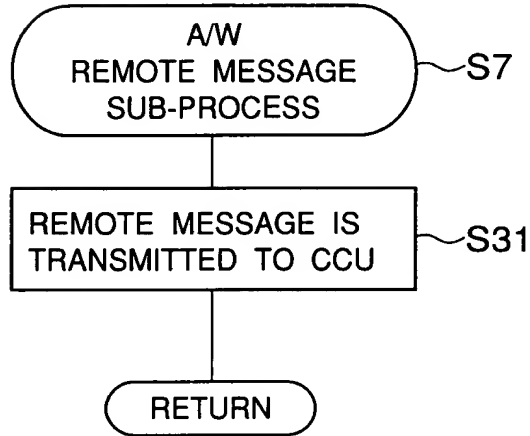 A/W
REMOTE MESSAGE
SUB-PROCESS
S7
REMOTE MESSAGE IS
TRANSMITTED TO CCU
S31
RETURN